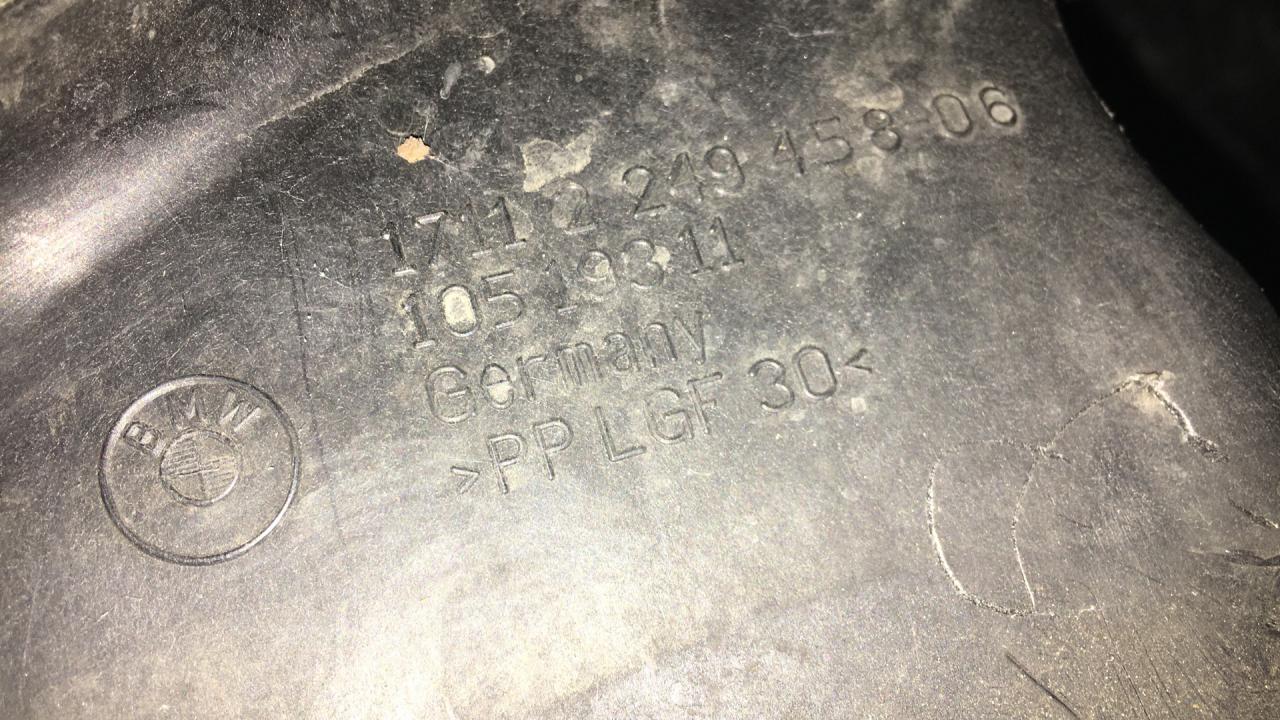 1711 2 249 458-06
105 193 11
Germany
>PP LGF 30<
BMW